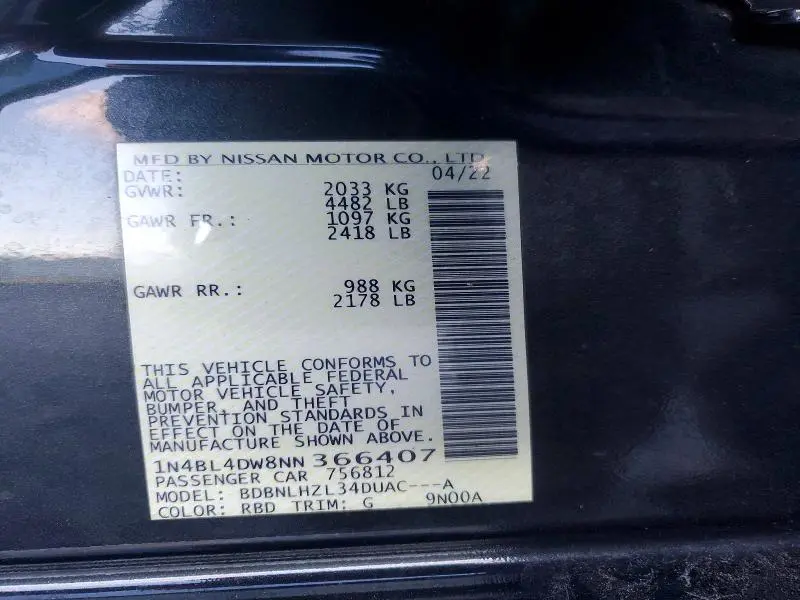 MFD BY NISSAN MOTOR CO., LTD.
DATE: 04/22
GVWR: 2033 KG
4482 LB
GAWR FR.: 1097 KG
2418 LB
GAWR RR.: 988 KG
2178 LB
THIS VEHICLE CONFORMS TO
ALL APPLICABLE FEDERAL
MOTOR VEHICLE SAFETY,
BUMPER, AND THEFT
PREVENTION STANDARDS IN
EFFECT ON THE DATE OF
MANUFACTURE SHOWN ABOVE.
1N4BL4DW8NN366407
PASSENGER CAR 756812
MODEL: BDBNLHZL34DUAC---A
COLOR: RBD TRIM: G 9N00A